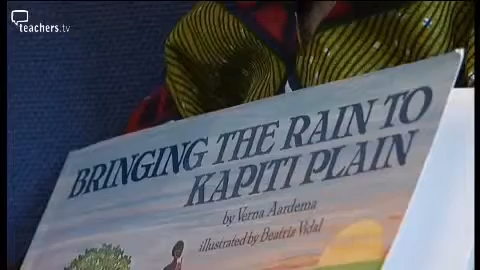 teachers.tv
BRINGING THE RAIN TO
KAPITI PLAIN
by Verna Aardema
illustrated by Beatriz Vidal